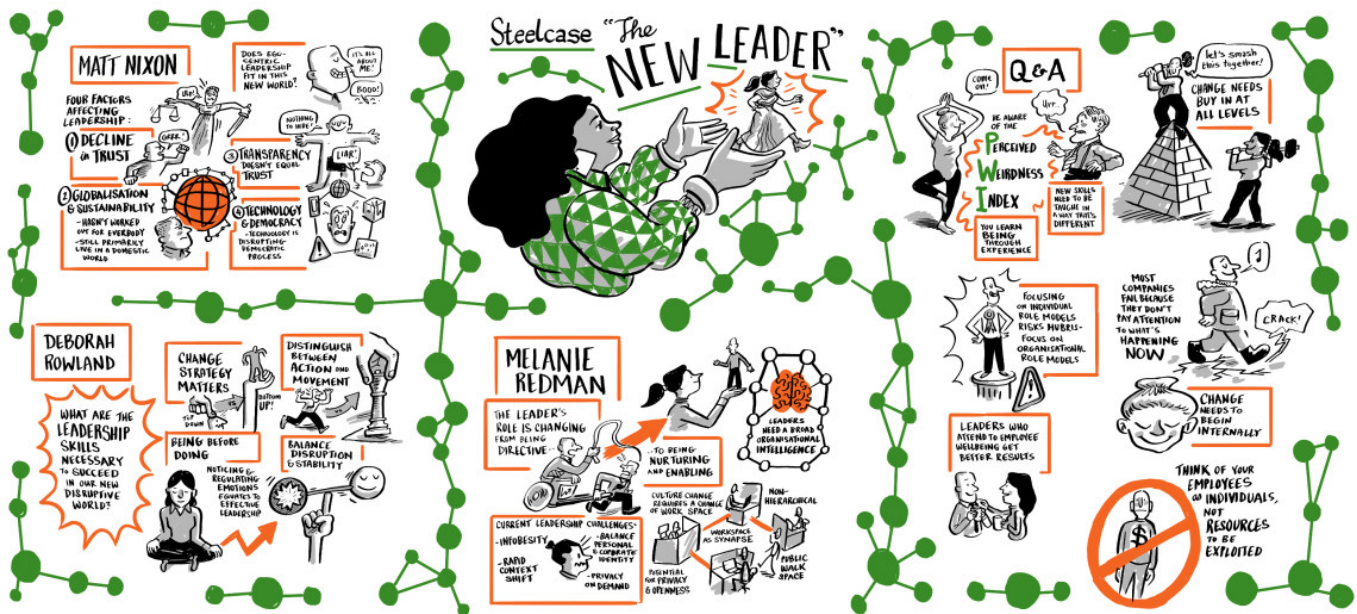 Steelcase "The
NEW LEADER"
MATT NIXON
FOUR FACTORS
AFFECTING
LEADERSHIP:
① DECLINE
in TRUST
GRRR!
URP!
② GLOBALISATION
& SUSTAINABILITY
- HASN'T WORKED
OUT FOR EVERYBODY
- STILL PRIMARILY
LIVE IN A DOMESTIC
WORLD
DOES EGO-
CENTRIC
LEADERSHIP
FIT IN THIS
NEW WORLD?
IT'S ALL
ABOUT
ME!
BOOO!
NOTHING
TO HIDE!
③ TRANSPARENCY
DOESN'T EQUAL
TRUST
LIAR!
④ TECHNOLOGY
& DEMOCRACY
- TECHNOLOGY IS
DISRUPTING
DEMOCRATIC
PROCESS
DEBORAH
ROWLAND
WHAT ARE THE
LEADERSHIP
SKILLS
NECESSARY
TO SUCCEED
IN OUR NEW
DISRUPTIVE
WORLD?
CHANGE
STRATEGY
MATTERS
TOP
DOWN
VS
BOTTOM
UP!
DISTINGUISH
BETWEEN
ACTION AND
MOVEMENT
VS
BEING BEFORE
DOING
NOTICING &
REGULATING
EMOTIONS
EQUATES TO
EFFECTIVE
LEADERSHIP
BALANCE
DISRUPTION
& STABILITY
MELANIE
REDMAN
THE LEADER'S
ROLE IS CHANGING
FROM BEING
DIRECTIVE...
...TO BEING
NURTURING
AND ENABLING
LEADERS
NEED A BROAD
ORGANISATIONAL
INTELLIGENCE
CURRENT LEADERSHIP CHALLENGES
- INFOBESITY
- RAPID
CONTEXT
SHIFT
- BALANCE
PERSONAL
& CORPORATE
IDENTITY
- PRIVACY
ON DEMAND
CULTURE CHANGE
REQUIRES A CHANGE
OF WORK SPACE
NON-
HIERARCHICAL
WORKSPACE
AS SYNAPSE
POTENTIAL
FOR PRIVACY
& OPENNESS
PUBLIC
WALK
SPACE
Q&A
COME
ON!
BE AWARE
OF THE
PERCEIVED
WEIRDNESS
INDEX
YOU LEARN
BEING
THROUGH
EXPERIENCE
NEW SKILLS
NEED TO BE
TAUGHT IN
A WAY THAT'S
DIFFERENT
let's smash
this together!
CHANGE NEEDS
BUY IN AT
ALL LEVELS
FOCUSING
ON INDIVIDUAL
ROLE MODELS
RISKS HUBRIS-
FOCUS ON
ORGANISATIONAL
ROLE MODELS
MOST
COMPANIES
FAIL BECAUSE
THEY DON'T
PAY ATTENTION
TO WHAT'S
HAPPENING
NOW
CRACK!
CHANGE
NEEDS TO
BEGIN
INTERNALLY
LEADERS WHO
ATTEND TO EMPLOYEE
WELLBEING GET
BETTER RESULTS
THINK OF YOUR
EMPLOYEES
as INDIVIDUALS,
NOT
RESOURCES
TO BE
EXPLOITED
$